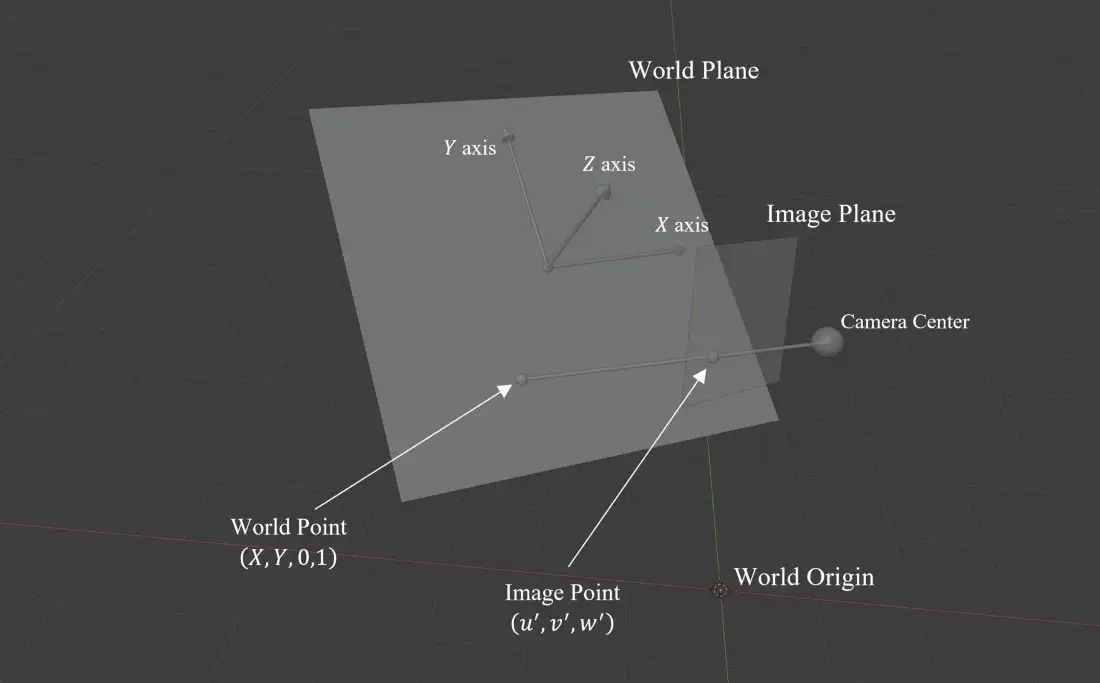 World Plane
Y axis
Z axis
X axis
Image Plane
Camera Center
World Point
(X, Y, 0,1)
World Origin
Image Point
(u′, v′, w′)